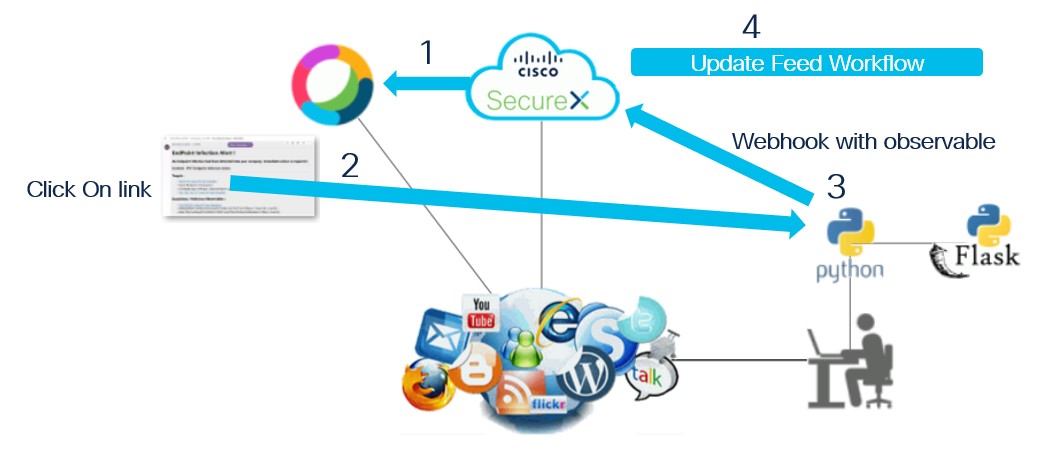 4
1
CISCO
SecureX
Update Feed Workflow
Webhook with observable
EndPoint Infection Alert !
2
Click On link
3
python
Flask
You
Tube
talk
flickr